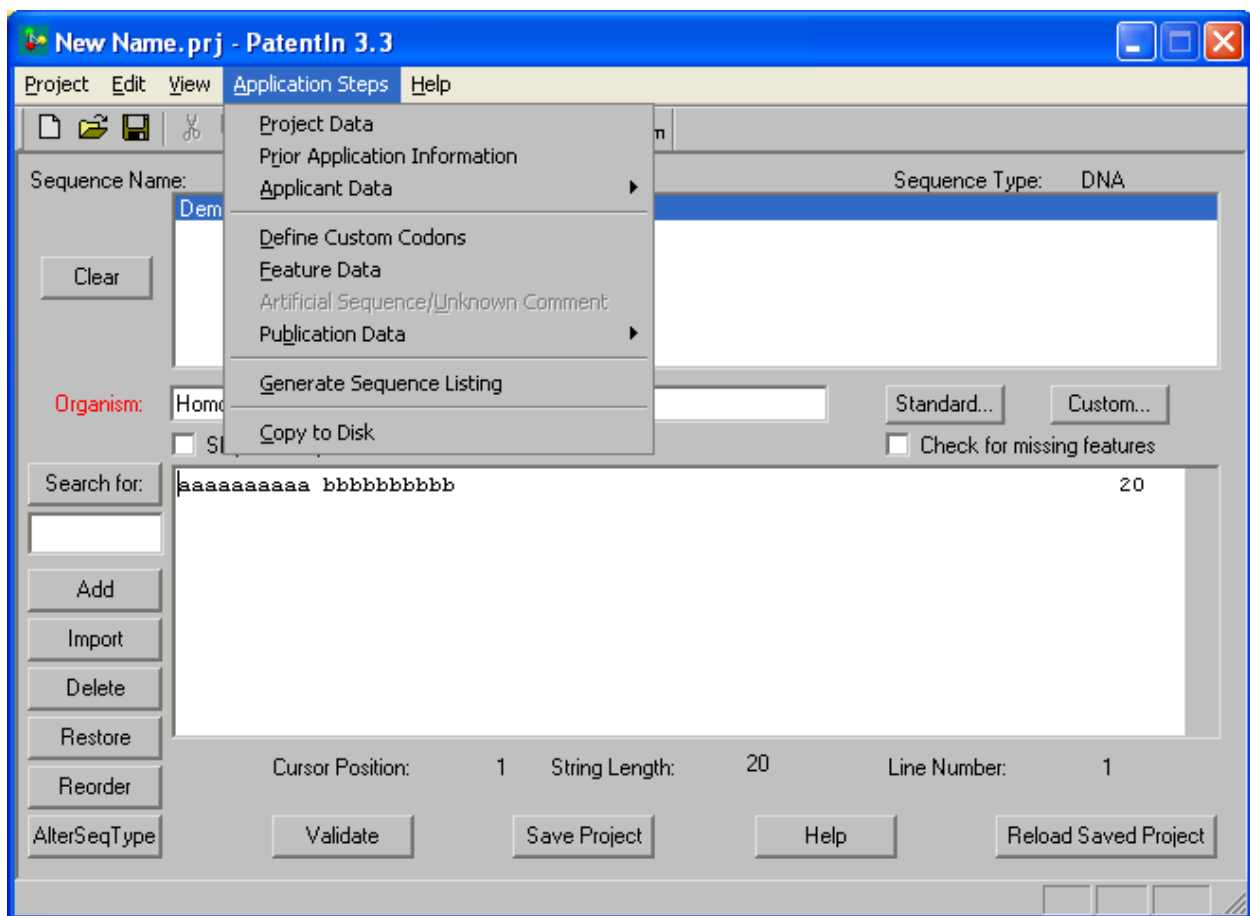 New Name.prj - PatentIn 3.3
Project Edit View Application Steps Help
Project Data
Prior Application Information
Applicant Data
Define Custom Codons
Feature Data
Artificial Sequence/Unknown Comment
Publication Data
Generate Sequence Listing
Copy to Disk
Sequence Name: Sequence Type: DNA
Dem
Clear
Organism: Homo Standard... Custom...
Check for missing features
Search for: aaaaaaaaaa bbbbbbbbbb 20
Add
Import
Delete
Restore
Reorder
AlterSeqType
Cursor Position: 1 String Length: 20 Line Number: 1
Validate Save Project Help Reload Saved Project